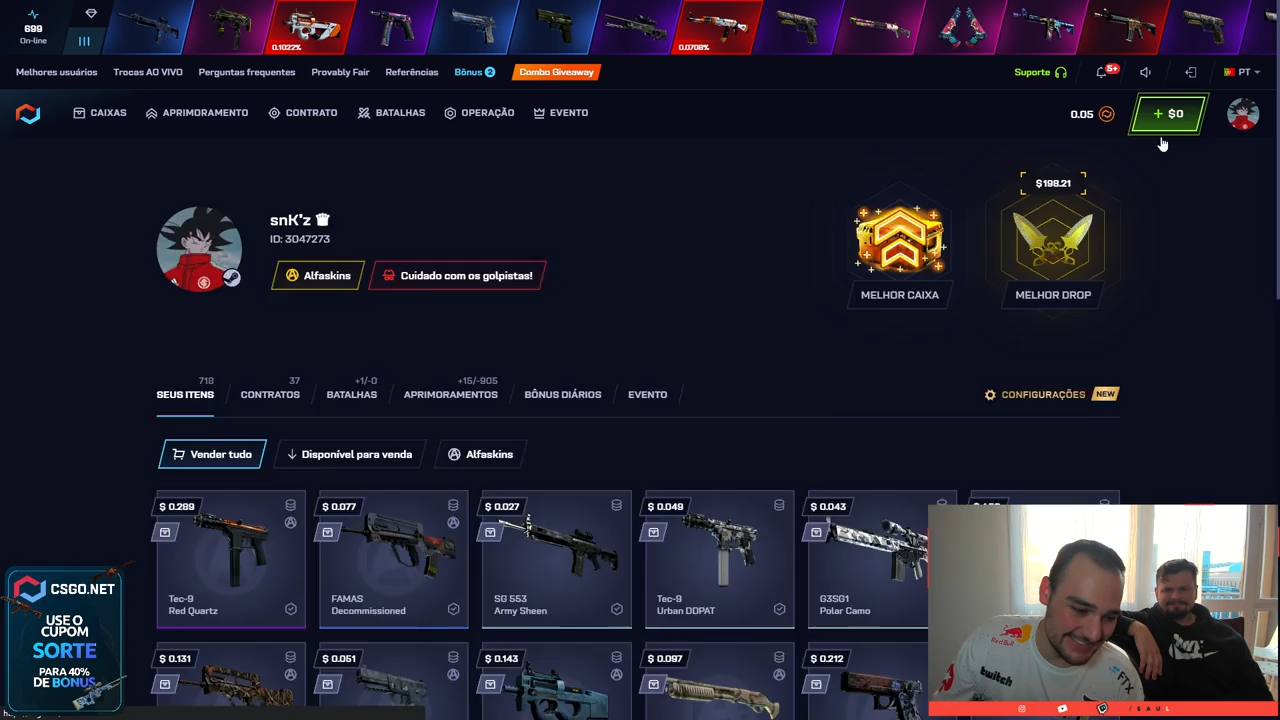 699
On-line
0.1022%
0.0708%
Melhores usuários
Trocas AO VIVO
Perguntas frequentes
Provably Fair
Referências
Bônus 2
Combo Giveaway
Suporte
5+
PT
CAIXAS
APRIMORAMENTO
CONTRATO
BATALHAS
OPERAÇÃO
EVENTO
0.05
+ $0
snK'z
ID: 3047273
Alfaskins
Cuidado com os golpistas!
MELHOR CAIXA
$198.21
MELHOR DROP
718
SEUS ITENS
37
CONTRATOS
+1/-0
BATALHAS
+15/-905
APRIMORAMENTOS
BÔNUS DIÁRIOS
EVENTO
CONFIGURAÇÕES NEW
Vender tudo
Disponível para venda
Alfaskins
$ 0.289
Tec-9
Red Quartz
$ 0.077
FAMAS
Decommissioned
$ 0.027
SG 553
Army Sheen
$ 0.049
Tec-9
Urban DDPAT
$ 0.043
G3SG1
Polar Camo
$ 0.131
$ 0.051
$ 0.143
$ 0.097
$ 0.212
CSGO.NET
USE O
CUPOM
SORTE
PARA 40%
DE BONUS
Red Bull
twitch
FTX
/ S A U L